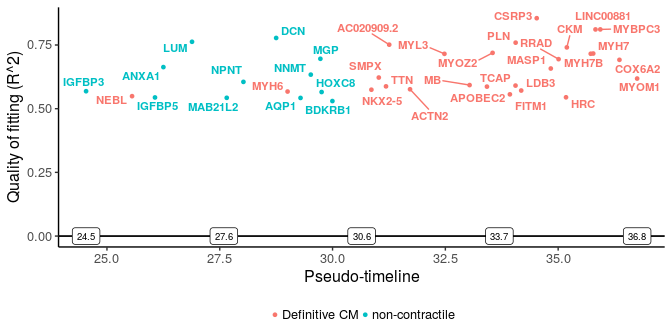 CSRP3 LINC00881
AC020909.2 CKM MYBPC3
DCN PLN RRAD
LUM MYL3 MYH7
MGP MYOZ2 MASP1 MYH7B
ANXA1 NPNT NNMT SMPX COX6A2
IGFBP3 MYH6 HOXC8 TTN MB TCAP LDB3 MYOM1
NEBL IGFBP5 MAB21L2 AQP1 BDKRB1 NKX2-5 APOBEC2 FITM1 HRC
ACTN2
0.75
0.50
0.25
0.00
Quality of fitting (R^2)
24.5 27.6 30.6 33.7 36.8
25.0 27.5 30.0 32.5 35.0
Pseudo-timeline
Definitive CM non-contractile